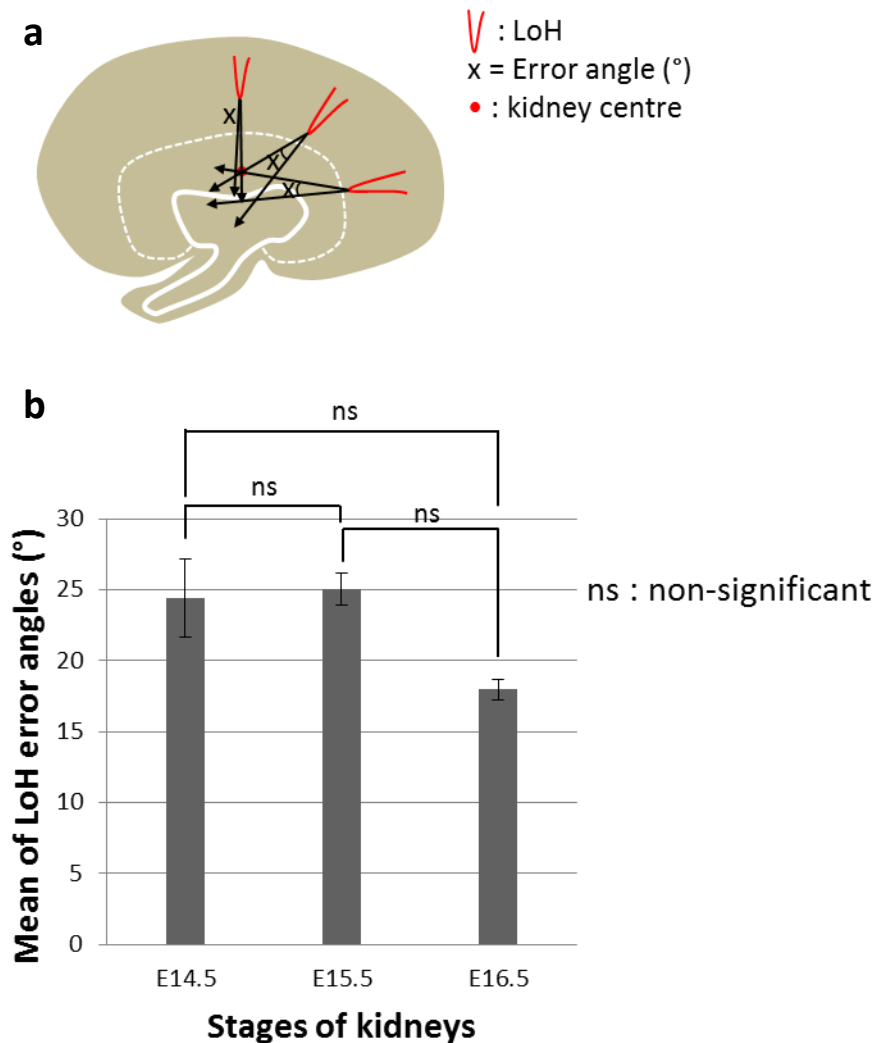 a
: LoH
x = Error angle (°)
: kidney centre
x
x
x
b
ns
ns
ns
30
25
20
15
10
5
0
Mean of LoH error angles (°)
ns : non-significant
E14.5 E15.5 E16.5
Stages of kidneys